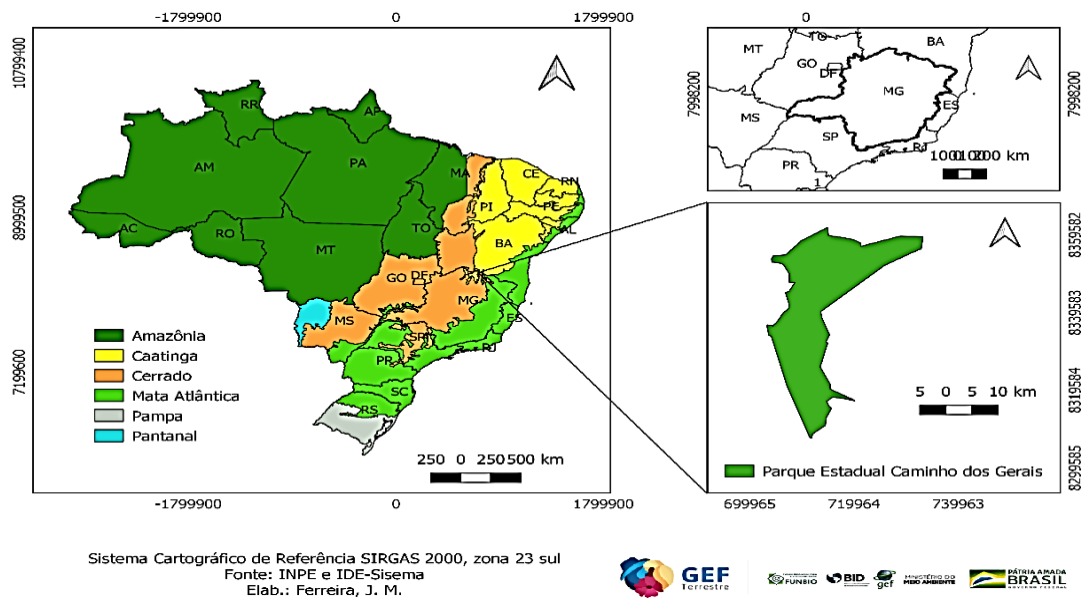 -1799900 0 1799900
10799400
8999500
7199600
RR
AP
AM
PA
MA
CE
RN
PI
PE
AL
AC
RO
TO
MT
BA
GO
DF
MG
MS
ES
SP
RJ
PR
SC
RS
Amazônia
Caatinga
Cerrado
Mata Atlântica
Pampa
Pantanal
250 0 250500 km
-1799900 0 1799900
0
7998200
7998200
MT
TO
BA
GO
DF
MG
ES
MS
SP
RJ
PR
1
200 km
8359582
8339583
8319584
8299585
5 0 5 10 km
Parque Estadual Caminho dos Gerais
699965 719964 739963
Sistema Cartográfico de Referência SIRGAS 2000, zona 23 sul
Fonte: INPE e IDE-Sisema
Elab.: Ferreira, J. M.
GEF
Terrestre
FUNBIO
BID
gef
MINISTÉRIO DO
MEIO AMBIENTE
PÁTRIA AMADA
BRASIL
GOVERNO FEDERAL